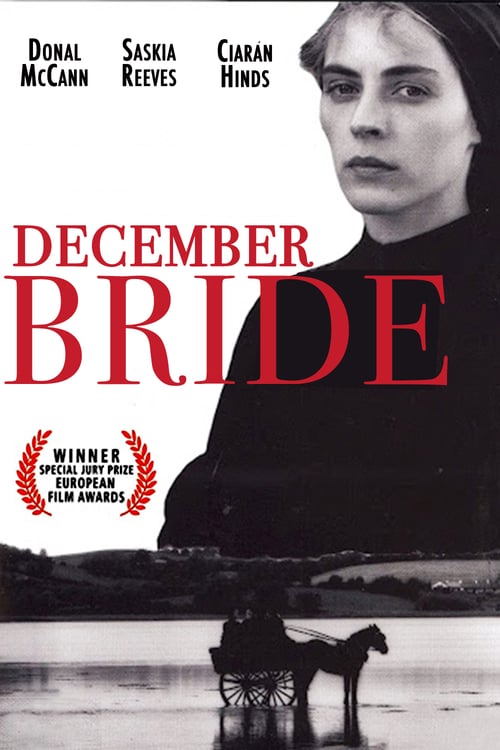 DONAL McCANN
SASKIA REEVES
CIARÁN HINDS
DECEMBER
BRIDE
WINNER
SPECIAL JURY PRIZE
EUROPEAN
FILM AWARDS